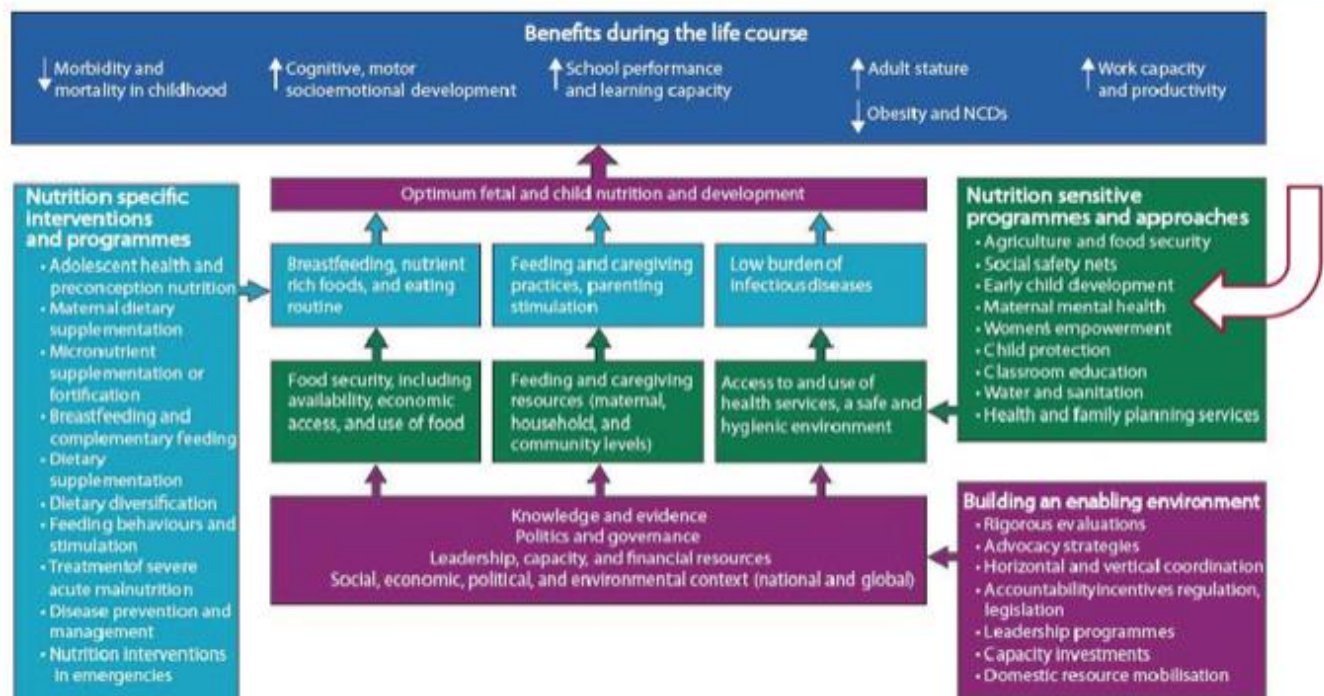 Benefits during the life course
Morbidity and
mortality in childhood
Cognitive, motor
socioemotional development
School performance
and learning capacity
Adult stature
Obesity and NCDs
Work capacity
and productivity
Nutrition specific
interventions
and programmes
• Adolescent health and
preconception nutrition
• Maternal dietary
supplementation
• Micronutrient
supplementation or
fortification
• Breastfeeding and
complementary feeding
• Dietary
supplementation
• Dietary diversification
• Feeding behaviours and
stimulation
• Treatmentof severe
acute malnutrition
• Disease prevention and
management
• Nutrition interventions
in emergencies
Optimum fetal and child nutrition and development
Breastfeeding, nutrient
rich foods, and eating
routine
Feeding and caregiving
practices, parenting
stimulation
Low burden of
infectious diseases
Food security, including
availability, economic
access, and use of food
Feeding and caregiving
resources (maternal,
household, and
community levels)
Access to and use of
health services, a safe and
hygienic environment
Knowledge and evidence
Politics and governance
Leadership, capacity, and financial resources
Social, economic, political, and environmental context (national and global)
Nutrition sensitive
programmes and approaches
• Agriculture and food security
• Social safety nets
• Early child development
• Maternal mental health
• Women's empowerment
• Child protection
• Classroom education
• Water and sanitation
• Health and family planning services
Building an enabling environment
• Rigorous evaluations
• Advocacy strategies
• Horizontal and vertical coordination
• Accountabilityincentives regulation,
legislation
• Leadership programmes
• Capacity investments
• Domestic resource mobilisation